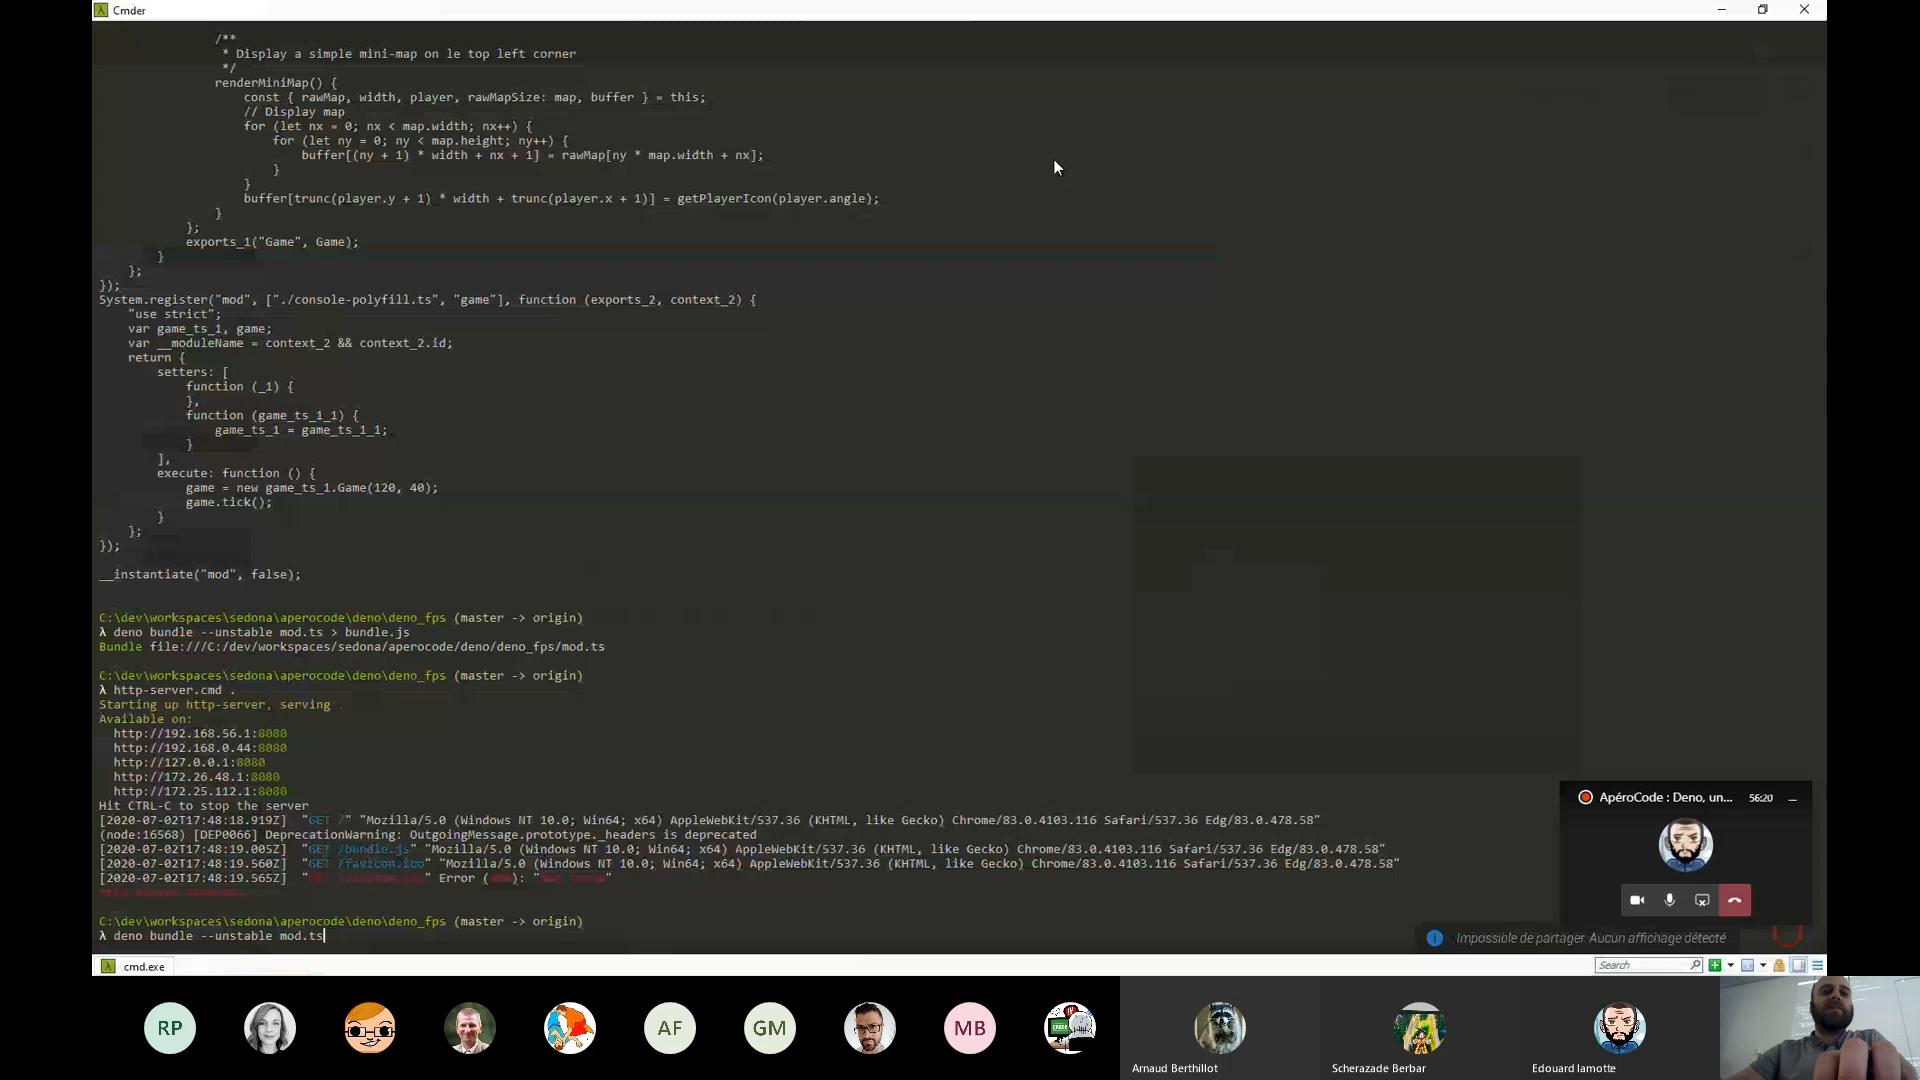 Cmder
/**
* Display a simple mini-map on le top left corner
*/
renderMiniMap() {
const { rawMap, width, player, rawMapSize: map, buffer } = this;
// Display map
for (let nx = 0; nx < map.width; nx++) {
for (let ny = 0; ny < map.height; ny++) {
buffer[(ny + 1) * width + nx + 1] = rawMap[ny * map.width + nx];
}
}
buffer[trunc(player.y + 1) * width + trunc(player.x + 1)] = getPlayerIcon(player.angle);
}
};
exports_1("Game", Game);
}
};
});
System.register("mod", ["./console-polyfill.ts", "game"], function (exports_2, context_2) {
"use strict";
var game_ts_1, game;
var __moduleName = context_2 && context_2.id;
return {
setters: [
function (_1) {
},
function (game_ts_1_1) {
game_ts_1 = game_ts_1_1;
}
],
execute: function () {
game = new game_ts_1.Game(120, 40);
game.tick();
}
};
});
__instantiate("mod", false);
C:\dev\workspaces\sedona\aperocode\deno\deno_fps (master -> origin)
λ deno bundle --unstable mod.ts > bundle.js
Bundle file:///C:/dev/workspaces/sedona/aperocode/deno/deno_fps/mod.ts
C:\dev\workspaces\sedona\aperocode\deno\deno_fps (master -> origin)
λ http-server.cmd .
Starting up http-server, serving .
Available on:
http://192.168.56.1:8080
http://192.168.0.44:8080
http://127.0.0.1:8080
http://172.26.48.1:8080
http://172.25.112.1:8080
Hit CTRL-C to stop the server
[2020-07-02T17:48:18.919Z] "GET /" "Mozilla/5.0 (Windows NT 10.0; Win64; x64) AppleWebKit/537.36 (KHTML, like Gecko) Chrome/83.0.4103.116 Safari/537.36 Edg/83.0.478.58"
(node:16568) [DEP0066] DeprecationWarning: OutgoingMessage.prototype._headers is deprecated
[2020-07-02T17:48:19.005Z] "GET /bundle.js" "Mozilla/5.0 (Windows NT 10.0; Win64; x64) AppleWebKit/537.36 (KHTML, like Gecko) Chrome/83.0.4103.116 Safari/537.36 Edg/83.0.478.58"
[2020-07-02T17:48:19.560Z] "GET /favicon.ico" "Mozilla/5.0 (Windows NT 10.0; Win64; x64) AppleWebKit/537.36 (KHTML, like Gecko) Chrome/83.0.4103.116 Safari/537.36 Edg/83.0.478.58"
[2020-07-02T17:48:19.565Z] " " Error ( ): " "
C:\dev\workspaces\sedona\aperocode\deno\deno_fps (master -> origin)
λ deno bundle --unstable mod.ts
ApéroCode : Deno, un... 56:20
Impossible de partager. Aucun affichage détecté
cmd.exe
Search
RP
AF
GM
MB
Arnaud Berthillot
Scherazade Berbar
Edouard lamotte